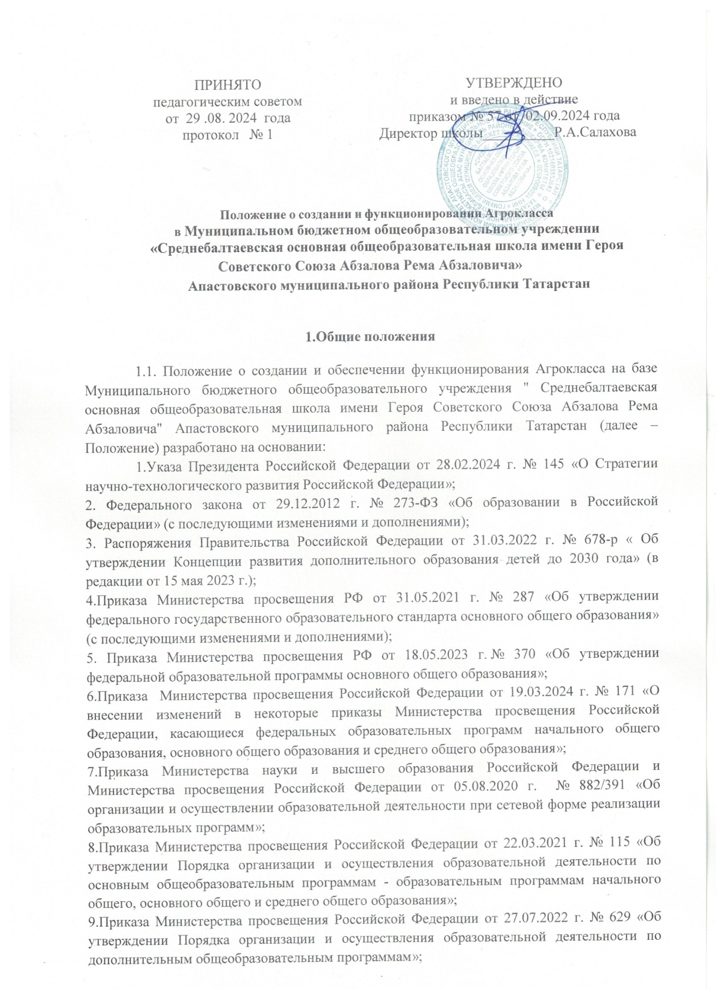 ПРИНЯТО
педагогическим советом
от 29 .08. 2024 года
протокол № 1
УТВЕРЖДЕНО
и введено в действие
приказом № 57 от 02.09.2024 года
Директор школы__________Р.А.Салахова
Положение о создании и функционировании Агрокласса
в Муниципальном бюджетном общеобразовательном учреждении
«Среднебалтаевская основная общеобразовательная школа имени Героя
Советского Союза Абзалова Рема Абзаловича»
Апастовского муниципального района Республики Татарстан
1.Общие положения
1.1. Положение о создании и обеспечении функционирования Агрокласса на базе
Муниципального бюджетного общеобразовательного учреждения " Среднебалтаевская
основная общеобразовательная школа имени Героя Советского Союза Абзалова Рема
Абзаловича" Апастовского муниципального района Республики Татарстан (далее –
Положение) разработано на основании:
1.Указа Президента Российской Федерации от 28.02.2024 г. № 145 «О Стратегии
научно-технологического развития Российской Федерации»;
2. Федерального закона от 29.12.2012 г. № 273-ФЗ «Об образовании в Российской
Федерации» (с последующими изменениями и дополнениями);
3. Распоряжения Правительства Российской Федерации от 31.03.2022 г. № 678-р « Об
утверждении Концепции развития дополнительного образования детей до 2030 года» (в
редакции от 15 мая 2023 г.);
4.Приказа Министерства просвещения РФ от 31.05.2021 г. № 287 «Об утверждении
федерального государственного образовательного стандарта основного общего образования»
(с последующими изменениями и дополнениями);
5. Приказа Министерства просвещения РФ от 18.05.2023 г. № 370 «Об утверждении
федеральной образовательной программы основного общего образования»;
6.Приказа Министерства просвещения Российской Федерации от 19.03.2024 г. № 171 «О
внесении изменений в некоторые приказы Министерства просвещения Российской
Федерации, касающиеся федеральных образовательных программ начального общего
образования, основного общего образования и среднего общего образования»;
7.Приказа Министерства науки и высшего образования Российской Федерации и
Министерства просвещения Российской Федерации от 05.08.2020 г. № 882/391 «Об
организации и осуществлении образовательной деятельности при сетевой форме реализации
образовательных программ»;
8.Приказа Министерства просвещения Российской Федерации от 22.03.2021 г. № 115 «Об
утверждении Порядка организации и осуществления образовательной деятельности по
основным общеобразовательным программам - образовательным программам начального
общего, основного общего и среднего общего образования»;
9.Приказа Министерства просвещения Российской Федерации от 27.07.2022 г. № 629 «Об
утверждении Порядка организации и осуществления образовательной деятельности по
дополнительным общеобразовательным программам»;